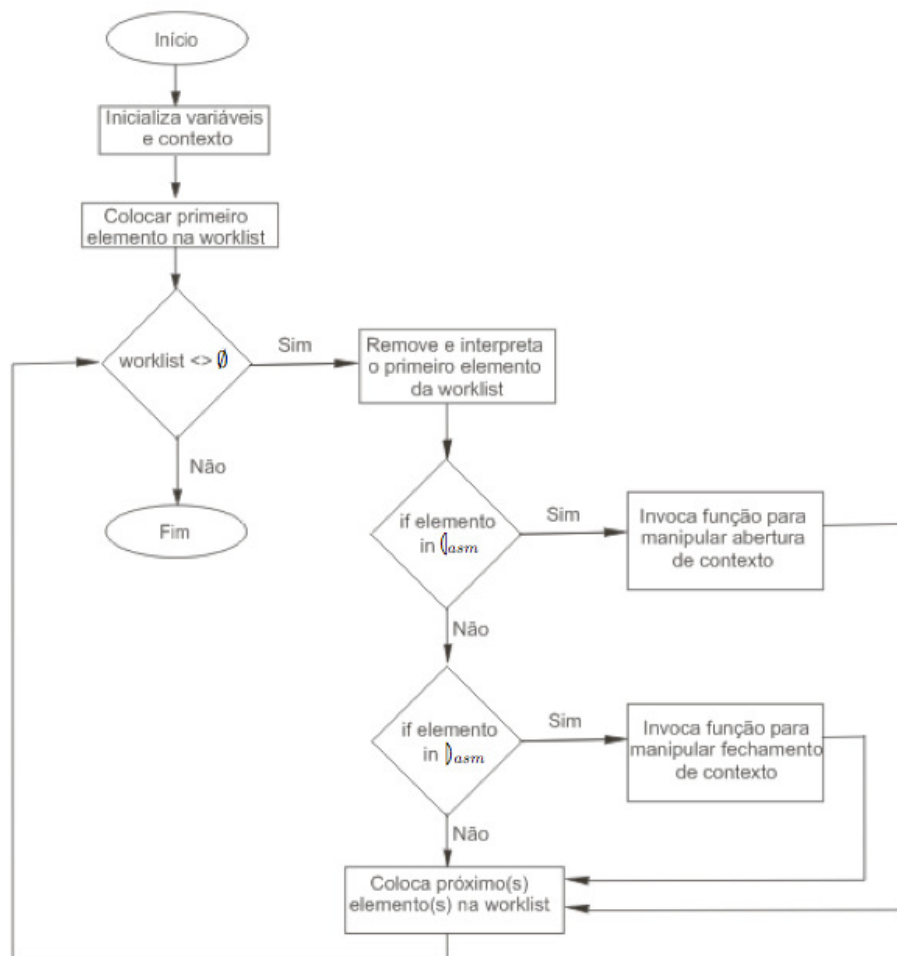 Início
Inicializa variáveis
e contexto
Colocar primeiro
elemento na worklist
worklist <> ∅
Sim
Remove e interpreta
o primeiro elemento
da worklist
Não
Fim
if elemento
in ⦇asm
Sim
Invoca função para
manipular abertura
de contexto
Não
if elemento
in ⦈asm
Sim
Invoca função para
manipular fechamento
de contexto
Não
Coloca próximo(s)
elemento(s) na worklist